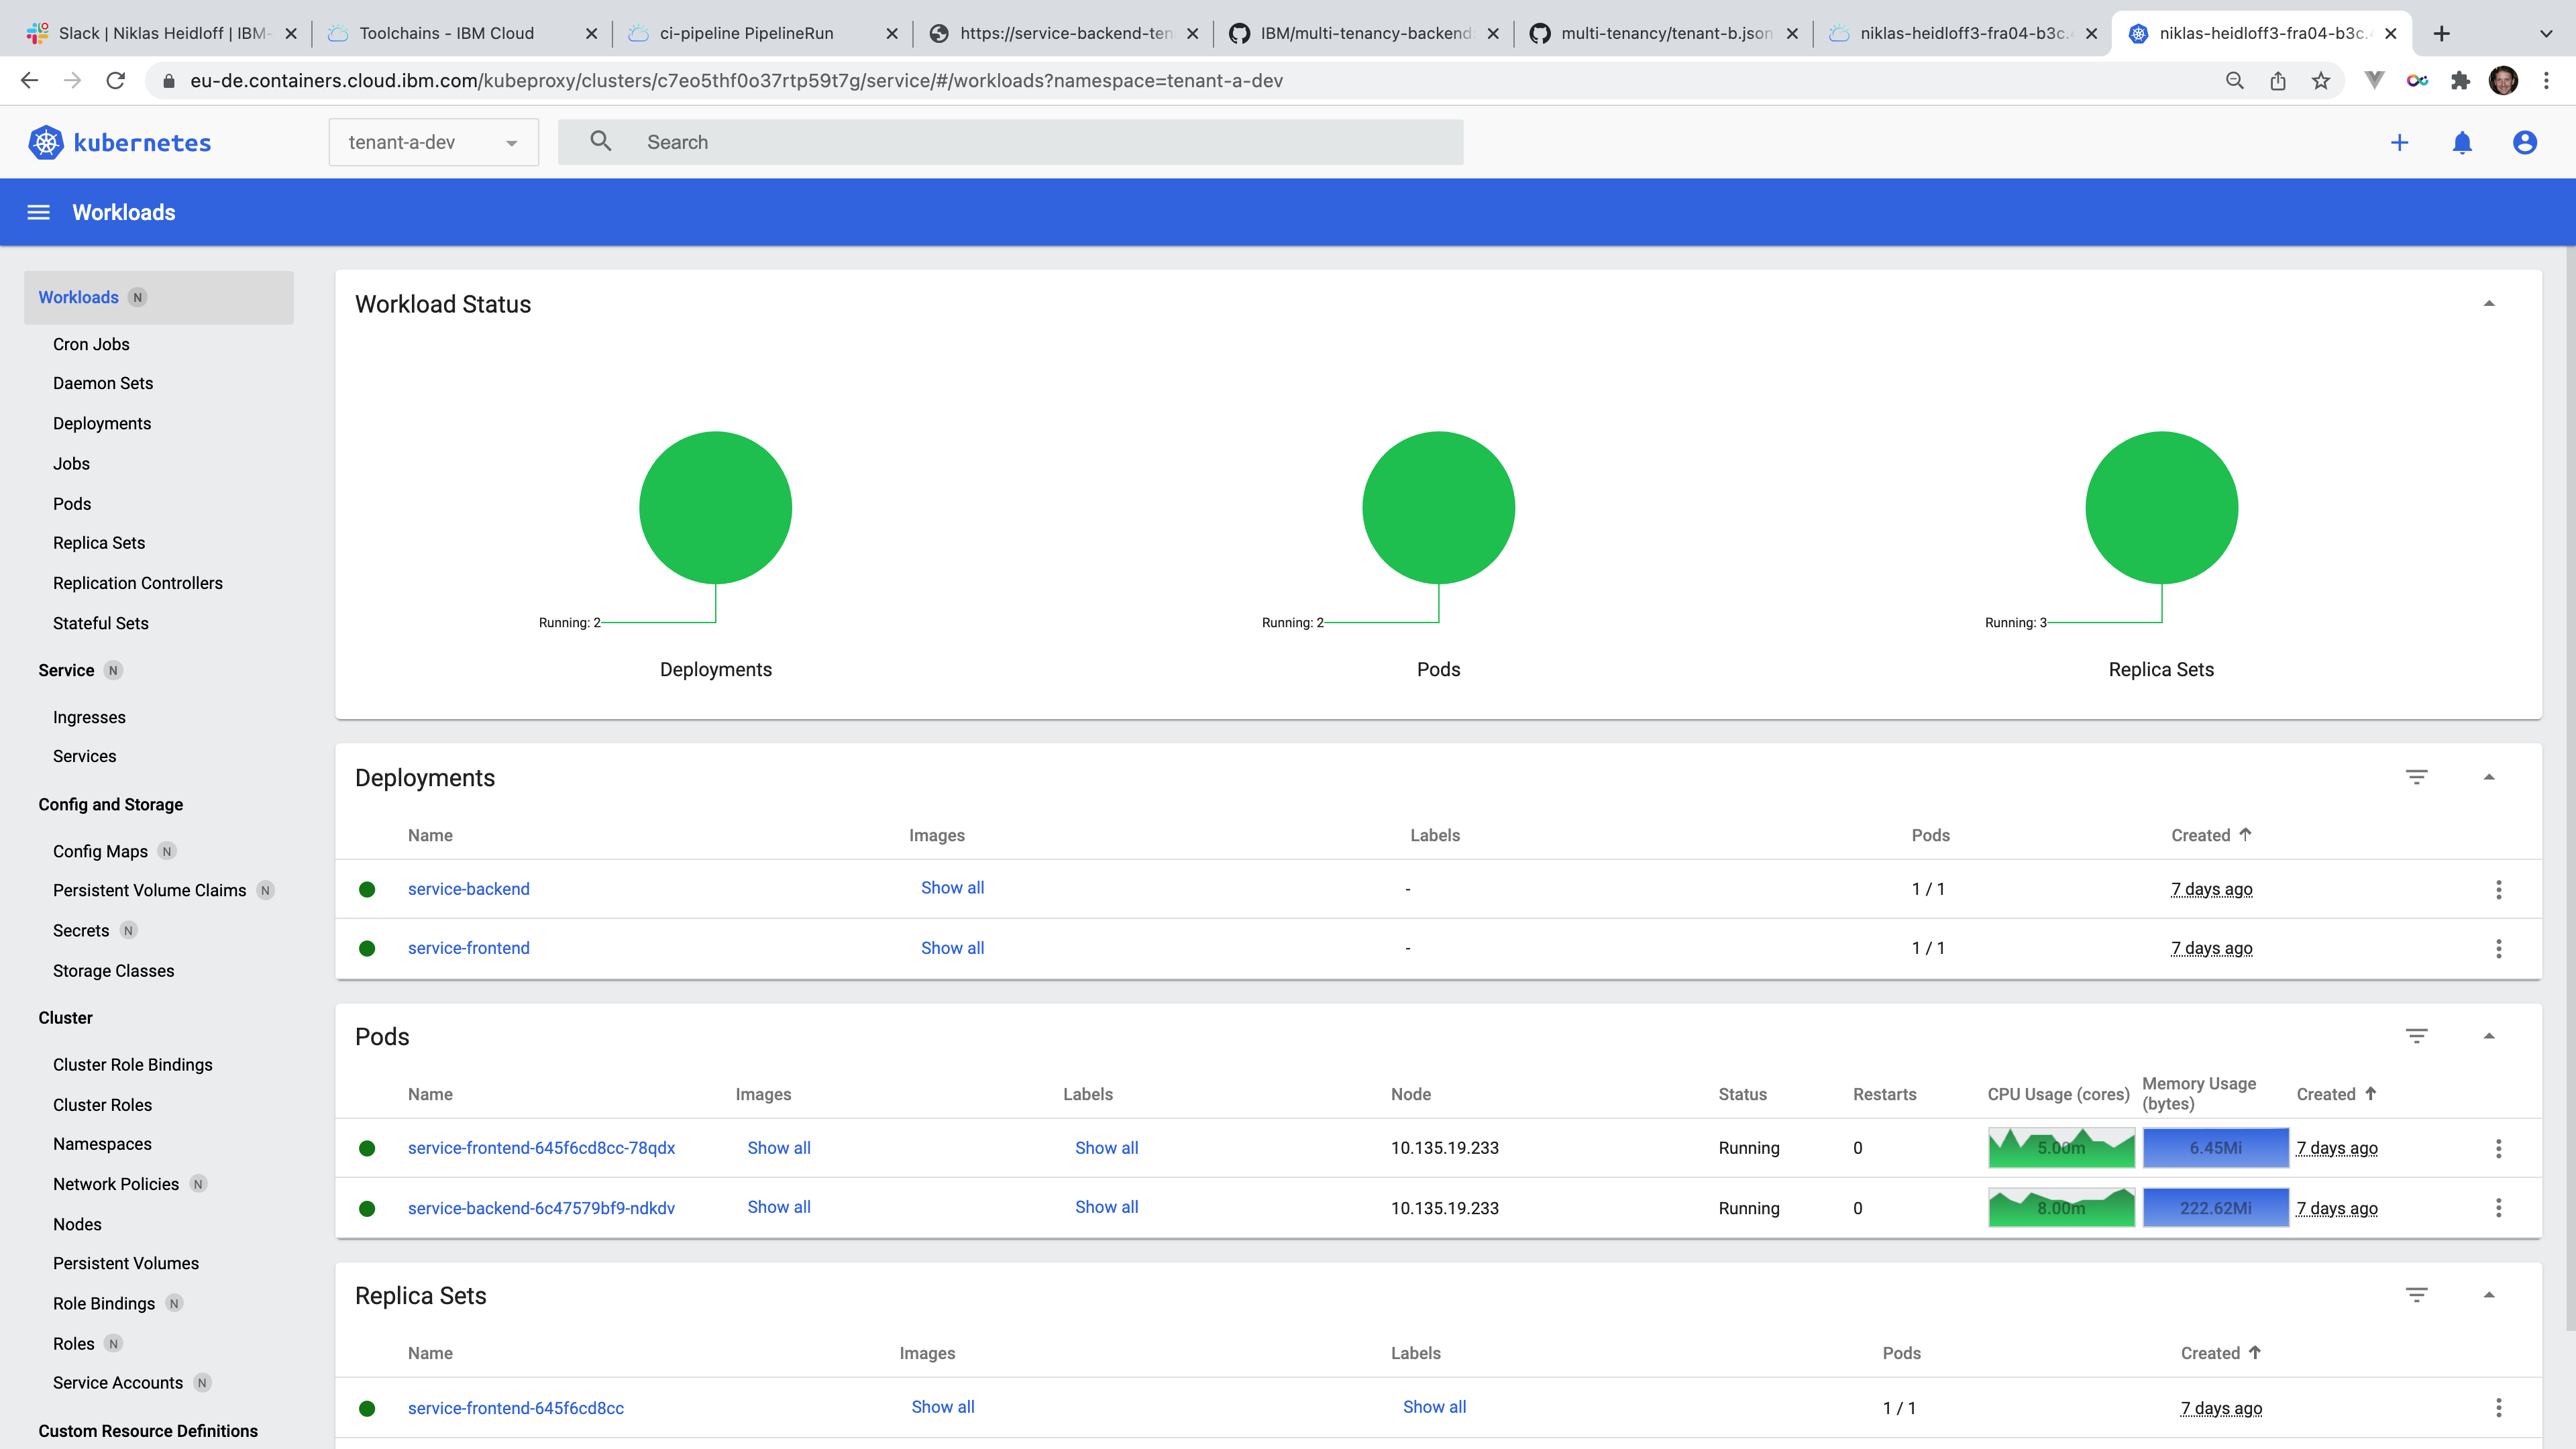 Slack | Niklas Heidloff | IBM-
Toolchains - IBM Cloud
ci-pipeline PipelineRun
https://service-backend-ten
IBM/multi-tenancy-backend
multi-tenancy/tenant-b.json
niklas-heidloff3-fra04-b3c.
niklas-heidloff3-fra04-b3c.
eu-de.containers.cloud.ibm.com/kubeproxy/clusters/c7eo5thf0o37rtp59t7g/service/#/workloads?namespace=tenant-a-dev
kubernetes
tenant-a-dev
Search
Workloads
Workloads N
Cron Jobs
Daemon Sets
Deployments
Jobs
Pods
Replica Sets
Replication Controllers
Stateful Sets
Service N
Ingresses
Services
Config and Storage
Config Maps N
Persistent Volume Claims N
Secrets N
Storage Classes
Cluster
Cluster Role Bindings
Cluster Roles
Namespaces
Network Policies N
Nodes
Persistent Volumes
Role Bindings N
Roles N
Service Accounts N
Custom Resource Definitions
Workload Status
Running: 2
Deployments
Running: 2
Pods
Running: 3
Replica Sets
Deployments
Name Images Labels Pods Created
service-backend Show all - 1 / 1 7 days ago
service-frontend Show all - 1 / 1 7 days ago
Pods
Name Images Labels Node Status Restarts CPU Usage (cores) Memory Usage (bytes) Created
service-frontend-645f6cd8cc-78qdx Show all Show all 10.135.19.233 Running 0 5.00m 6.45Mi 7 days ago
service-backend-6c47579bf9-ndkdv Show all Show all 10.135.19.233 Running 0 8.00m 222.62Mi 7 days ago
Replica Sets
Name Images Labels Pods Created
service-frontend-645f6cd8cc Show all Show all 1 / 1 7 days ago